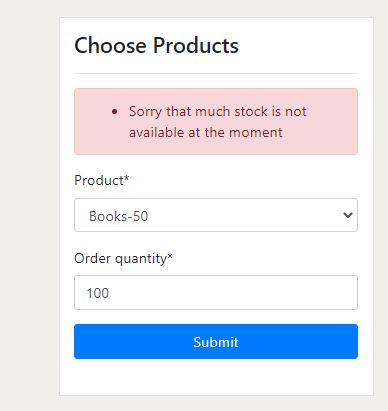 Choose Products
Sorry that much stock is not
available at the moment
Product*
Books-50
Order quantity*
100
Submit